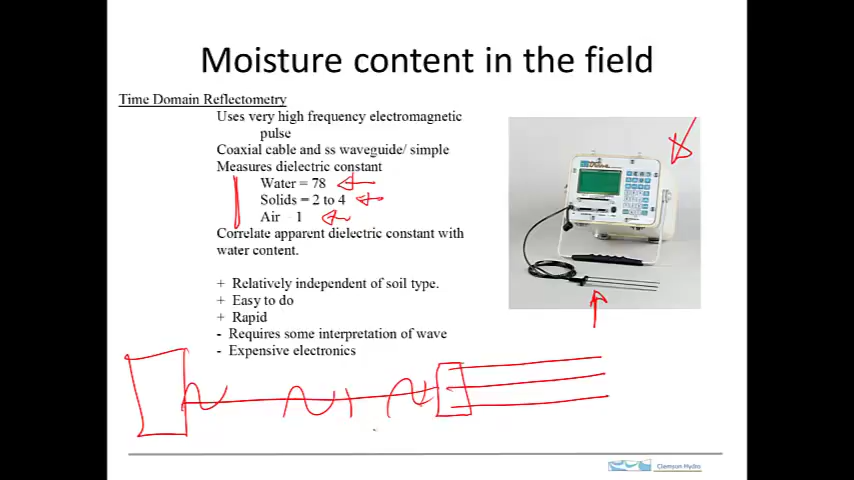 Moisture content in the field
Time Domain Reflectometry
Uses very high frequency electromagnetic
pulse
Coaxial cable and ss waveguide/ simple
Measures dielectric constant
Water = 78
Solids = 2 to 4
Air 1
Correlate apparent dielectric constant with
water content.
+ Relatively independent of soil type.
+ Easy to do
+ Rapid
- Requires some interpretation of wave
- Expensive electronics
Clemson Hydro